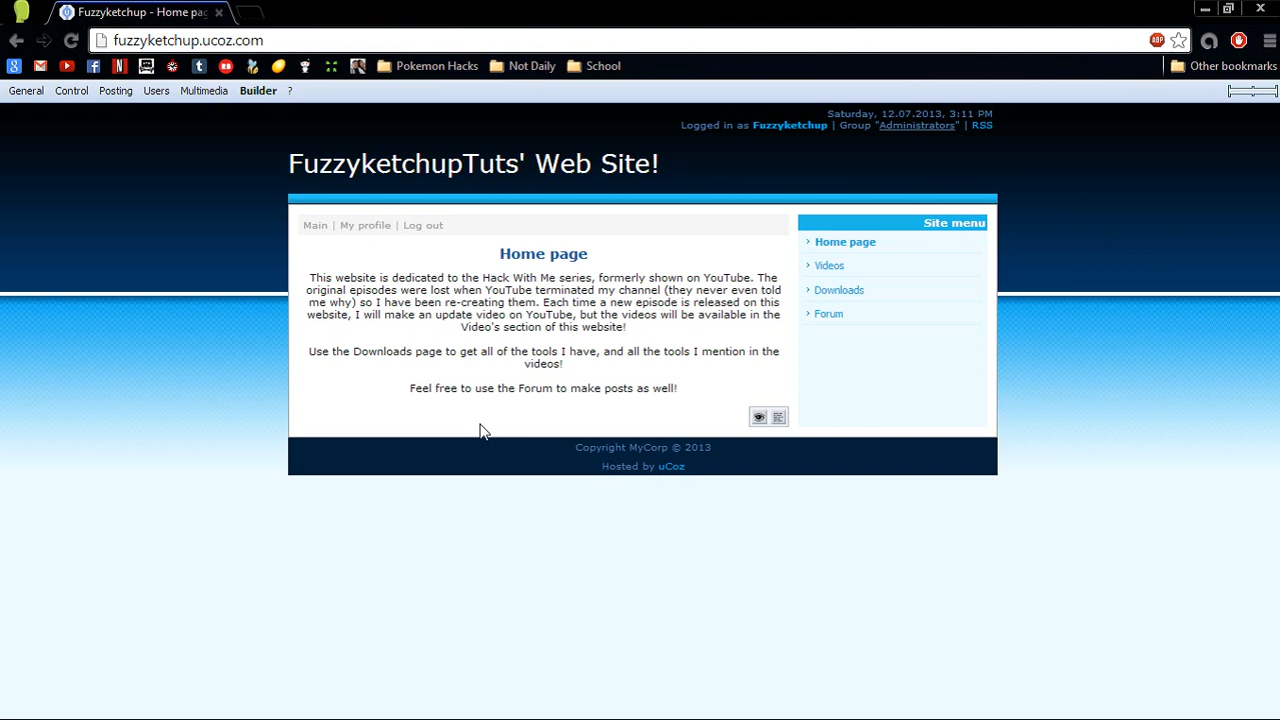 Fuzzyketchup - Home pag
fuzzyketchup.ucoz.com
ABP
Pokemon Hacks Not Daily School Other bookmarks
General Control Posting Users Multimedia Builder ?
Saturday, 12.07.2013, 3:11 PM
Logged in as Fuzzyketchup | Group "Administrators" | RSS
FuzzyketchupTuts' Web Site!
Main | My profile | Log out
Site menu
Home page
Videos
Downloads
Forum
Home page
This website is dedicated to the Hack With Me series, formerly shown on YouTube. The
original episodes were lost when YouTube terminated my channel (they never even told
me why) so I have been re-creating them. Each time a new episode is released on this
website, I will make an update video on YouTube, but the videos will be available in the
Video's section of this website!
Use the Downloads page to get all of the tools I have, and all the tools I mention in the
videos!
Feel free to use the Forum to make posts as well!
Copyright MyCorp © 2013
Hosted by uCoz